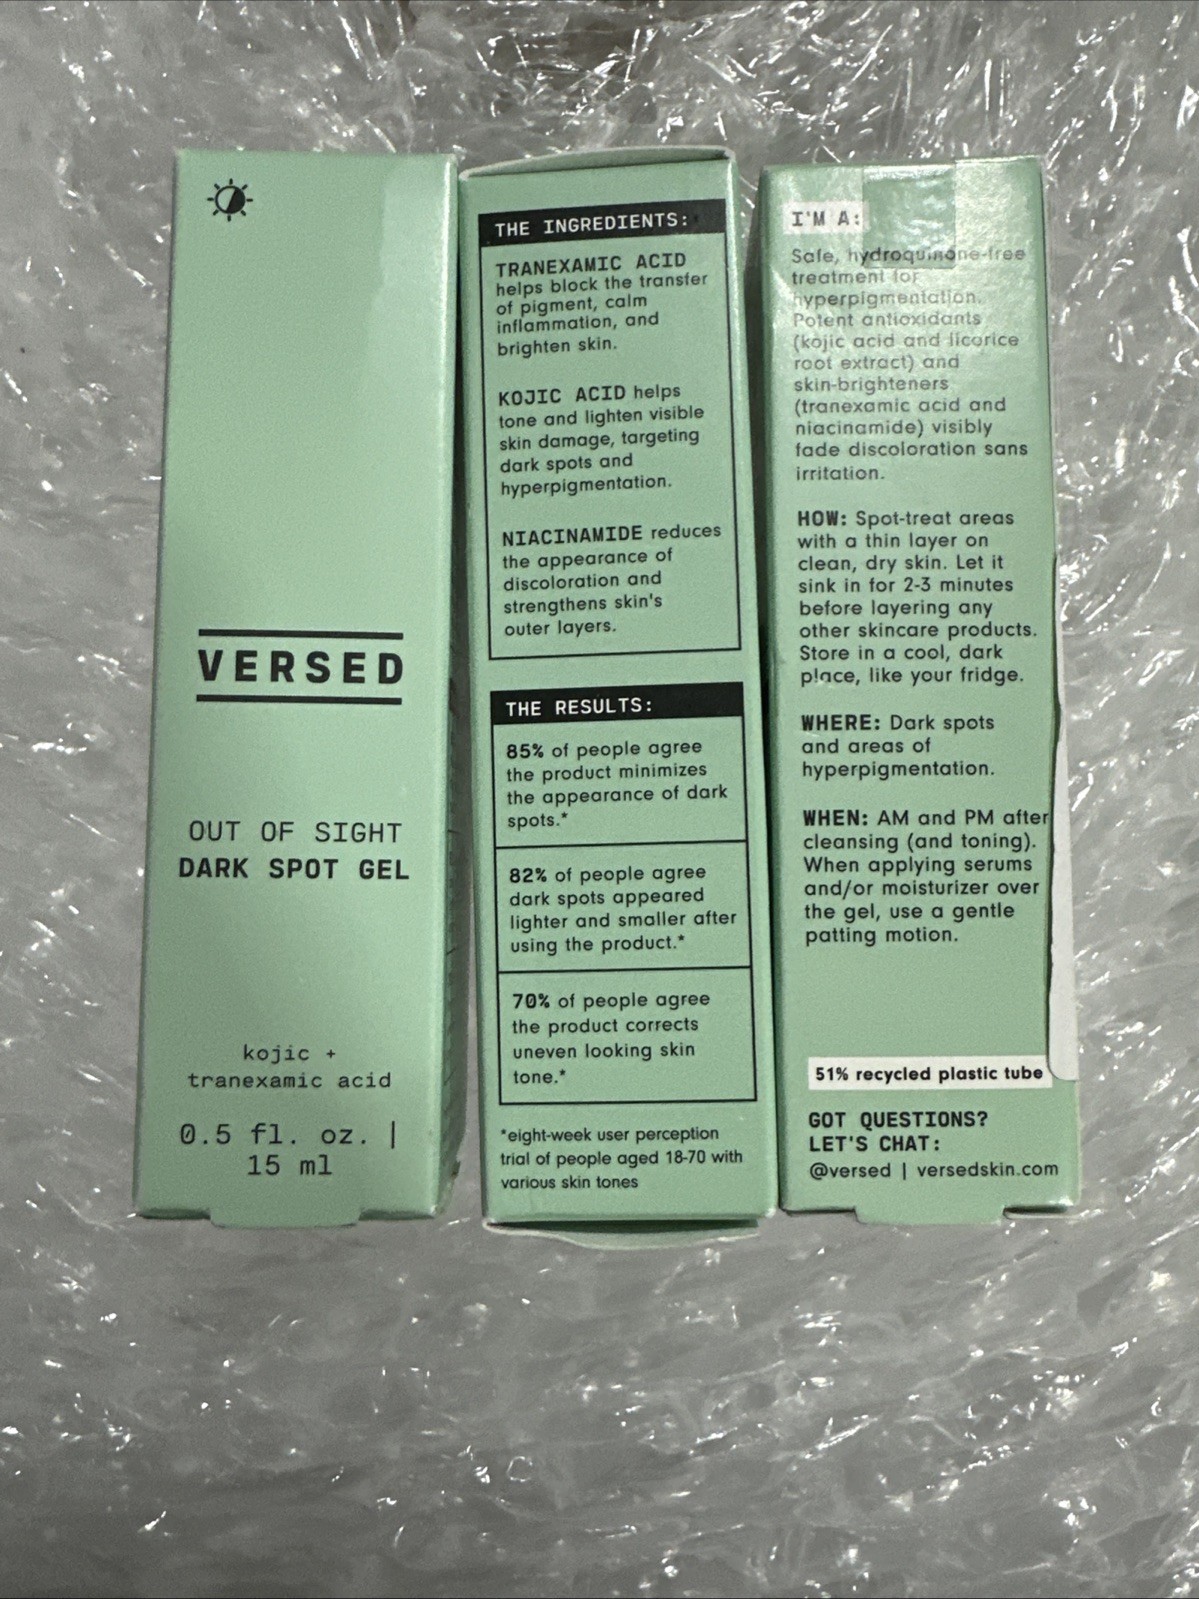 VERSED
OUT OF SIGHT
DARK SPOT GEL
kojic +
tranexamic acid
0.5 fl. oz. |
15 ml
THE INGREDIENTS:
TRANEXAMIC ACID
helps block the transfer
of pigment, calm
inflammation, and
brighten skin.
KOJIC ACID helps
tone and lighten visible
skin damage, targeting
dark spots and
hyperpigmentation.
NIACINAMIDE reduces
the appearance of
discoloration and
strengthens skin's
outer layers.
THE RESULTS:
85% of people agree
the product minimizes
the appearance of dark
spots.*
82% of people agree
dark spots appeared
lighter and smaller after
using the product.*
70% of people agree
the product corrects
uneven looking skin
tone.*
*eight-week user perception
trial of people aged 18-70 with
various skin tones
I'M A:
Safe, hydroquinone-free
treatment for
hyperpigmentation.
Potent antioxidants
(kojic acid and licorice
root extract) and
skin-brighteners
(tranexamic acid and
niacinamide) visibly
fade discoloration sans
irritation.
HOW: Spot-treat areas
with a thin layer on
clean, dry skin. Let it
sink in for 2-3 minutes
before layering any
other skincare products.
Store in a cool, dark
place, like your fridge.
WHERE: Dark spots
and areas of
hyperpigmentation.
WHEN: AM and PM after
cleansing (and toning).
When applying serums
and/or moisturizer over
the gel, use a gentle
patting motion.
51% recycled plastic tube
GOT QUESTIONS?
LET'S CHAT:
@versed | versedskin.com